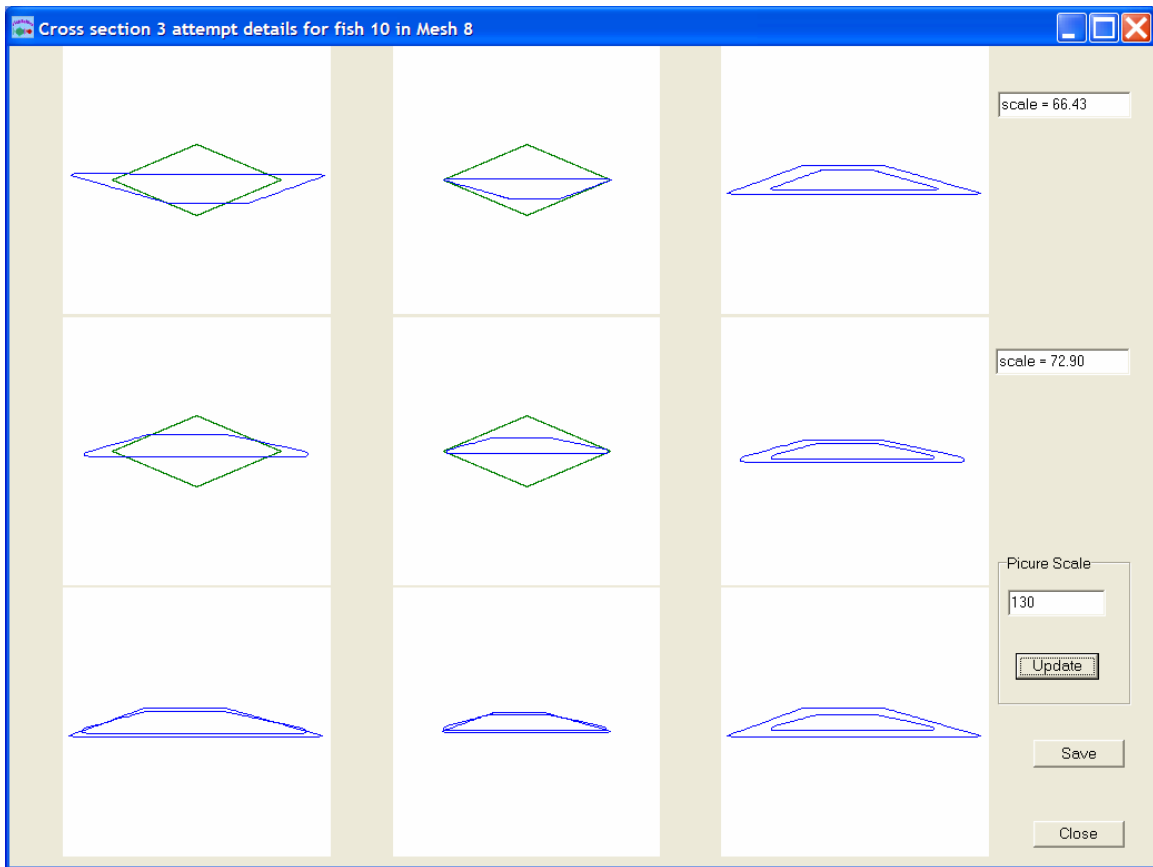 Cross section 3 attempt details for fish 10 in Mesh 8
scale = 66.43
scale = 72.90
Picure Scale
130
Update
Save
Close